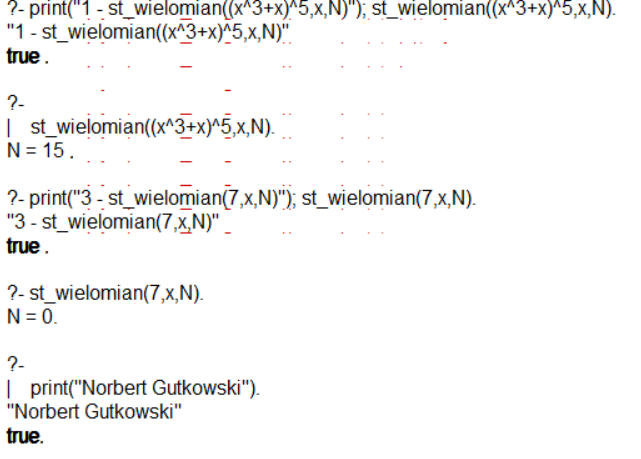 ?- print("1 - st_wielomian((x^3+x)^5,x,N)"); st_wielomian((x^3+x)^5,x,N).
"1 - st_wielomian((x^3+x)^5,x,N)"
true .
?-
|    st_wielomian((x^3+x)^5,x,N).
N = 15 .
?- print("3 - st_wielomian(7,x,N)"); st_wielomian(7,x,N).
"3 - st_wielomian(7,x,N)"
true .
?- st_wielomian(7,x,N).
N = 0.
?-
|    print("Norbert Gutkowski").
"Norbert Gutkowski"
true.